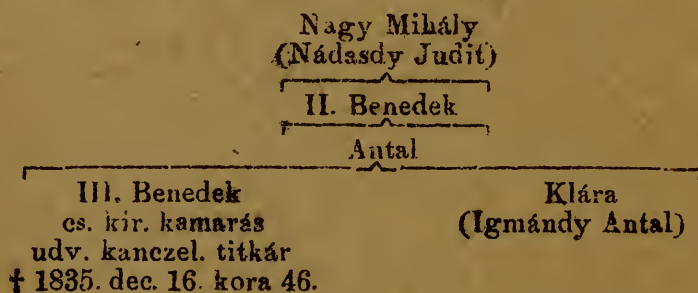 Nagy Mihály
(Nádasdy Judit)
II. Benedek
Antal
III. Benedek
cs. kir. kamarás
udv. kanczel. titkár
† 1835. dec. 16. kora 46.
Klára
(Igmándy Antal)